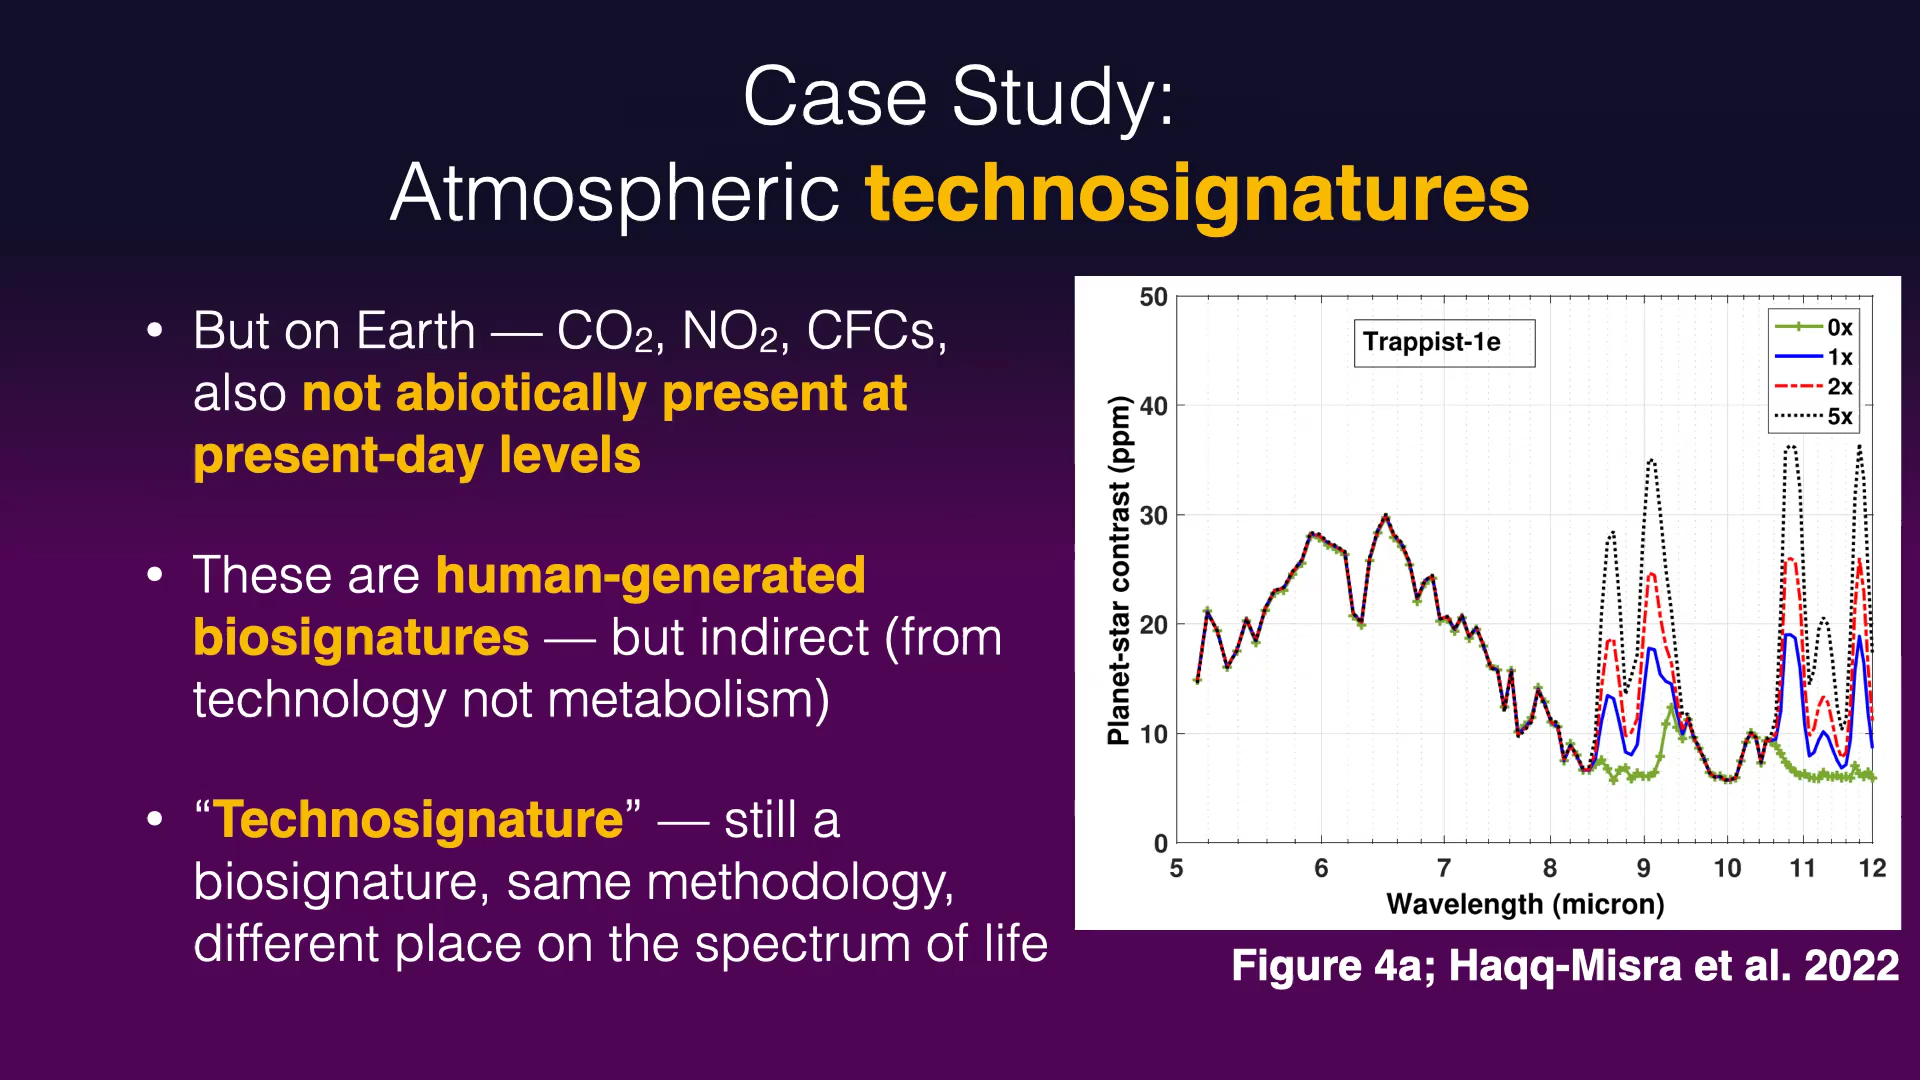 Case Study:
Atmospheric technosignatures
• But on Earth — CO₂, NO₂, CFCs,
also not abiotically present at
present-day levels
• These are human-generated
biosignatures — but indirect (from
technology not metabolism)
• “Technosignature” — still a
biosignature, same methodology,
different place on the spectrum of life
Trappist-1e
0x
1x
2x
5x
Planet-star contrast (ppm)
50
40
30
20
10
0
5 6 7 8 9 10 11 12
Wavelength (micron)
Figure 4a; Haqq-Misra et al. 2022